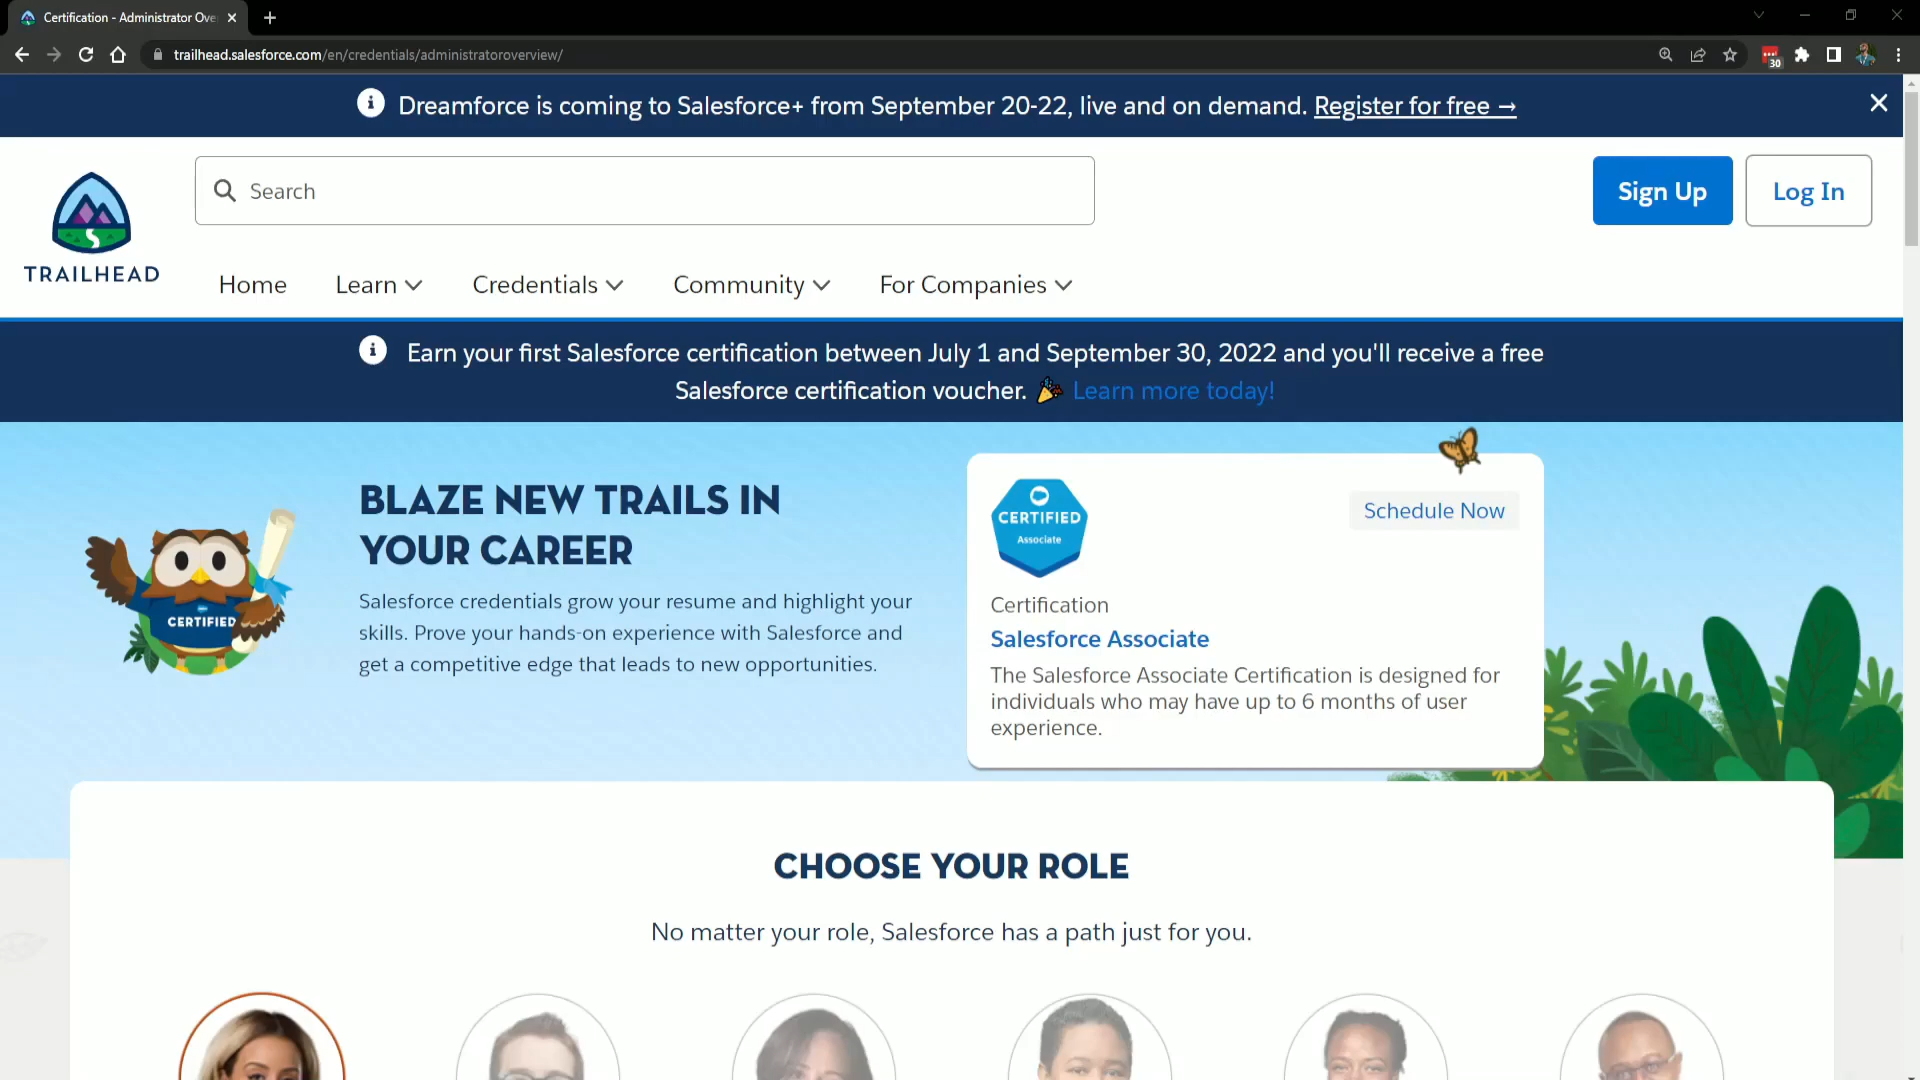 Certification - Administrator Ove
trailhead.salesforce.com/en/credentials/administratoroverview/
30
Dreamforce is coming to Salesforce+ from September 20-22, live and on demand. Register for free →
Search
Sign Up
Log In
TRAILHEAD
Home
Learn
Credentials
Community
For Companies
Earn your first Salesforce certification between July 1 and September 30, 2022 and you'll receive a free
Salesforce certification voucher. 🎉 Learn more today!
BLAZE NEW TRAILS IN
YOUR CAREER
Salesforce credentials grow your resume and highlight your
skills. Prove your hands-on experience with Salesforce and
get a competitive edge that leads to new opportunities.
CERTIFIED
CERTIFIED
Associate
Schedule Now
Certification
Salesforce Associate
The Salesforce Associate Certification is designed for
individuals who may have up to 6 months of user
experience.
CHOOSE YOUR ROLE
No matter your role, Salesforce has a path just for you.